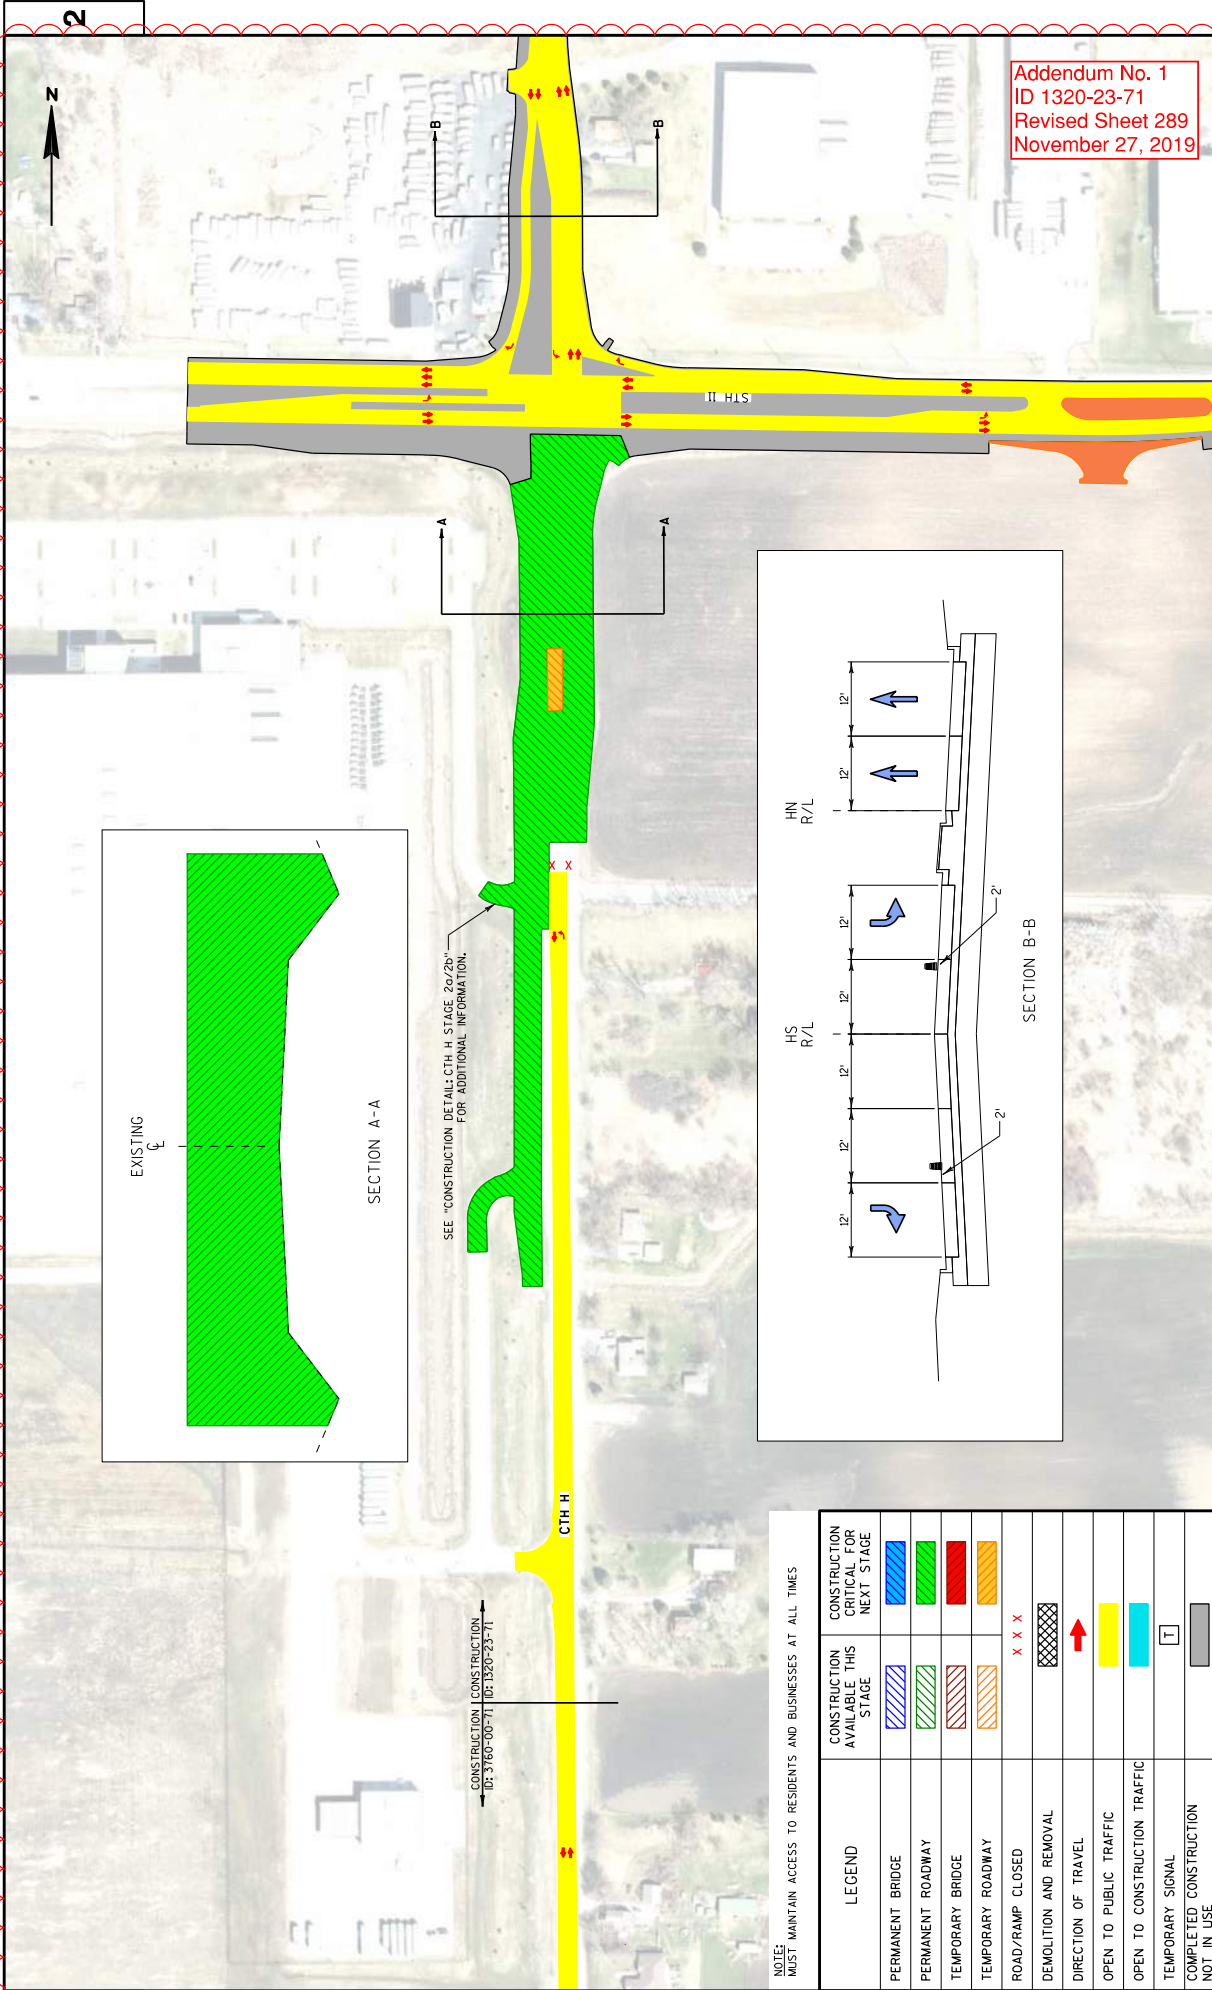 2
Addendum No. 1
ID 1320-23-71
Revised Sheet 289
November 27, 2019
N
B
B
STH 11
A
A
X X
EXISTING
CL
SECTION A-A
SEE "CONSTRUCTION DETAIL: CTH H STAGE 2a/2b"
FOR ADDITIONAL INFORMATION.
HS
R/L
HN
R/L
12'
12'
12'
12'
12'
12'
12'
2'
2'
SECTION B-B
CTH H
CONSTRUCTION
ID: 3760-00-71
CONSTRUCTION
ID: 1320-23-71
NOTE:
MUST MAINTAIN ACCESS TO RESIDENTS AND BUSINESSES AT ALL TIMES
LEGEND
CONSTRUCTION
AVAILABLE THIS
STAGE
CONSTRUCTION
CRITICAL FOR
NEXT STAGE
PERMANENT BRIDGE
PERMANENT ROADWAY
TEMPORARY BRIDGE
TEMPORARY ROADWAY
ROAD/RAMP CLOSED
X X X
DEMOLITION AND REMOVAL
DIRECTION OF TRAVEL
OPEN TO PUBLIC TRAFFIC
OPEN TO CONSTRUCTION TRAFFIC
TEMPORARY SIGNAL
T
COMPLETED CONSTRUCTION
NOT IN USE